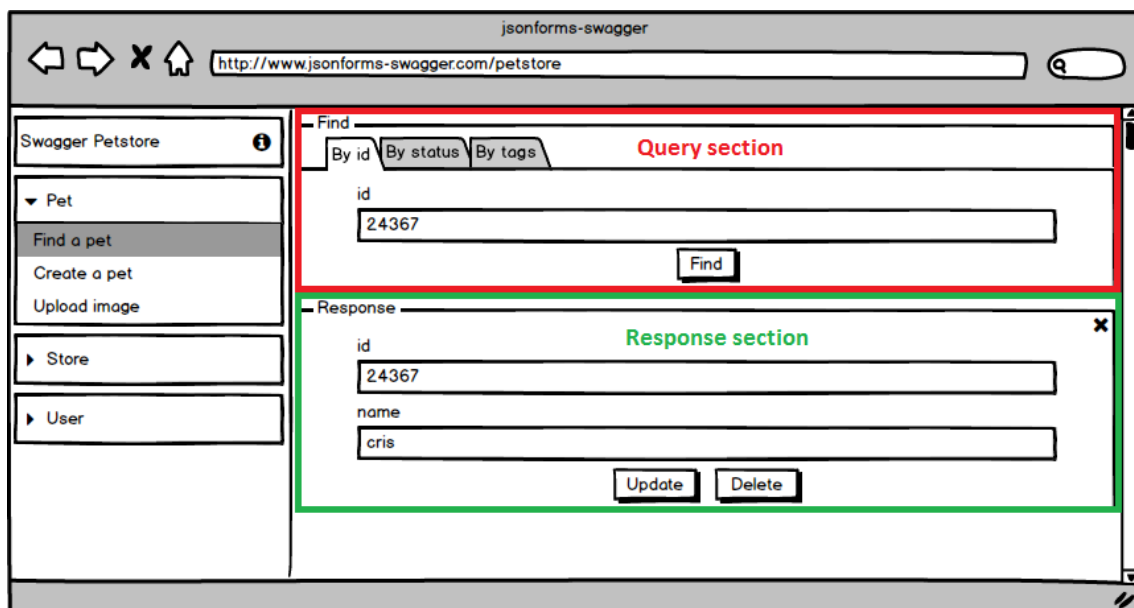 jsonforms-swagger
http://www.jsonforms-swagger.com/petstore
Swagger Petstore
Pet
Find a pet
Create a pet
Upload image
Store
User
Find
By id By status By tags
Query section
id
24367
Find
Response
Response section
id
24367
name
cris
Update Delete